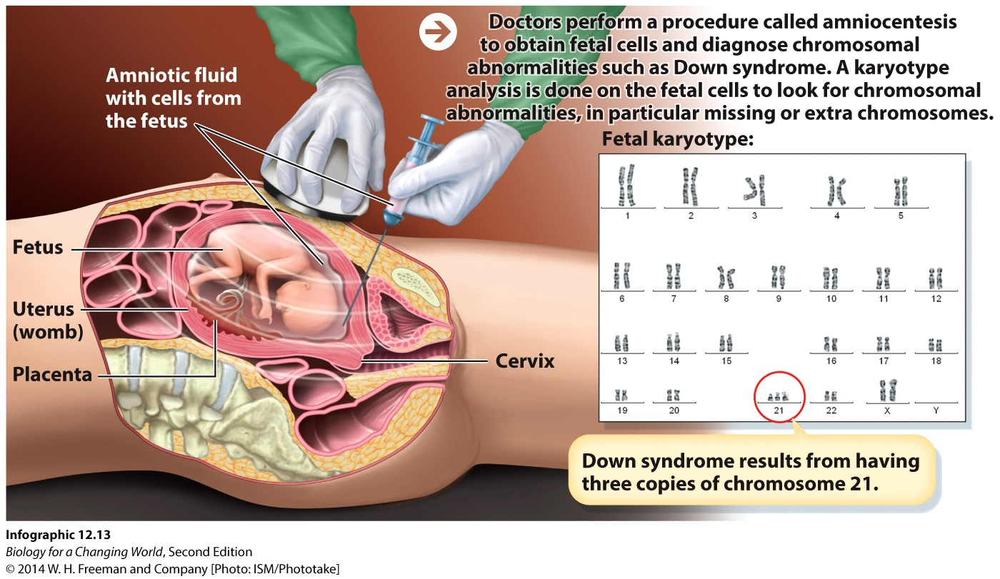 Doctors perform a procedure called amniocentesis
to obtain fetal cells and diagnose chromosomal
abnormalities such as Down syndrome. A karyotype
analysis is done on the fetal cells to look for chromosomal
abnormalities, in particular missing or extra chromosomes.
Amniotic fluid
with cells from
the fetus
Fetus
Uterus
(womb)
Placenta
Cervix
Fetal karyotype:
1 2 3 4 5
6 7 8 9 10 11 12
13 14 15 16 17 18
19 20 21 22 X Y
Down syndrome results from having
three copies of chromosome 21.
Infographic 12.13
Biology for a Changing World, Second Edition
© 2014 W. H. Freeman and Company [Photo: ISM/Phototake]